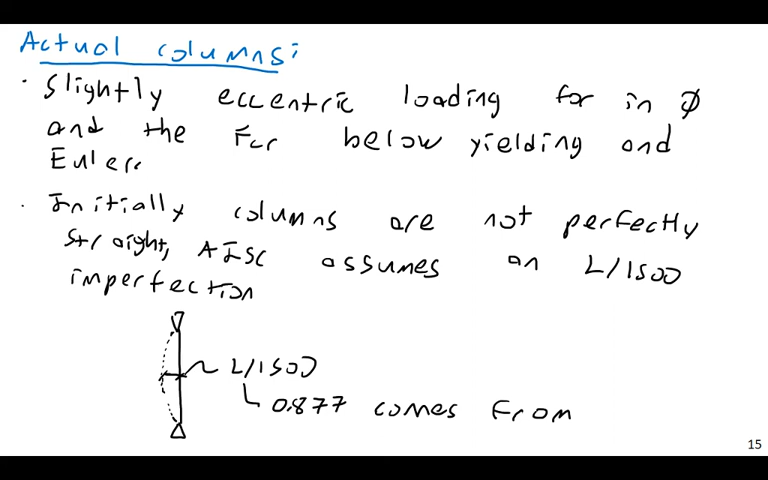 Actual columns:
· Slightly eccentric loading for in ϕ
and the Fcr below yielding and
Euler
· Initially columns are not perfectly
straight, AISC assumes an L/1500
imperfection
L/1500
0.877 comes from
15